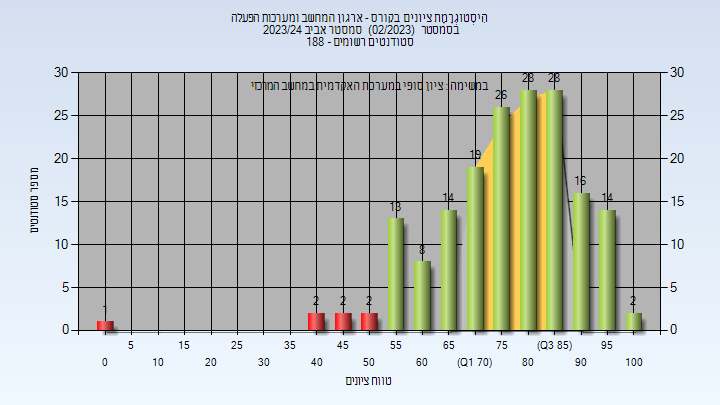 היסטוגרמת ציונים בקורס - ארגון המחשב ומערכות הפעלה
בסמסטר (02/2023) סמסטר אביב 2023/24
סטודנטים רשומים - 188
במשימה : ציון סופי במערכת האקדמית במחשב המרכזי
30 30
25 25
20 20
15 15
10 10
5 5
0 0
מספר סטודנטים
1 2 2 2 13 8 14 19 26 28 28 16 14 2
5 15 25 35 45 55 65 75 (Q3 85) 95
0 10 20 30 40 50 60 (Q1 70) 80 90 100
טווח ציונים